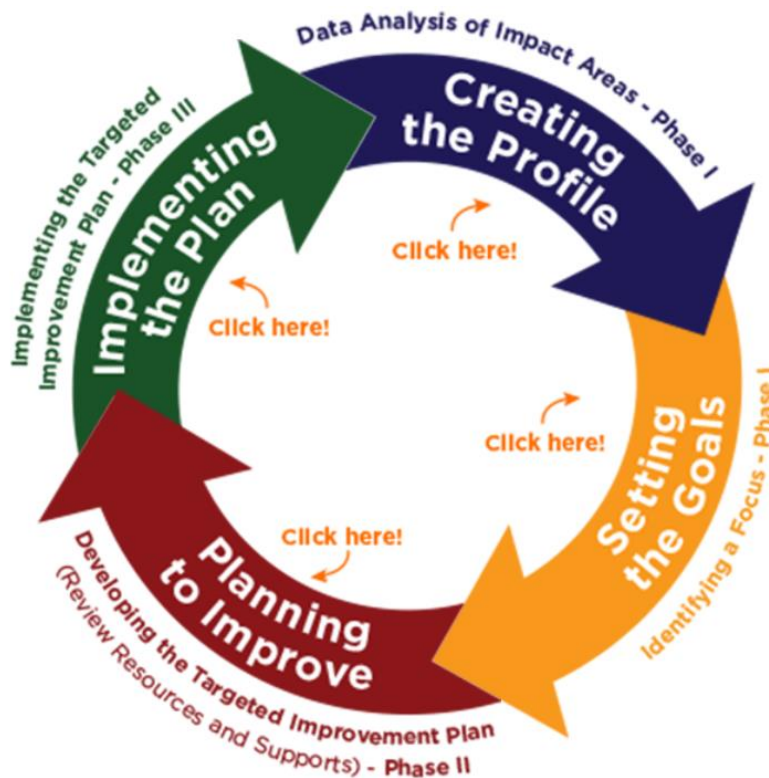 Data Analysis of Impact Areas - Phase I
Creating
the Profile
Click here!
Setting
the Goals
Identifying a Focus - Phase I
Click here!
Planning
to Improve
Developing the Targeted Improvement Plan
(Review Resources and Supports) - Phase II
Click here!
Implementing
the Plan
Implementing the Targeted
Improvement Plan - Phase III
Click here!